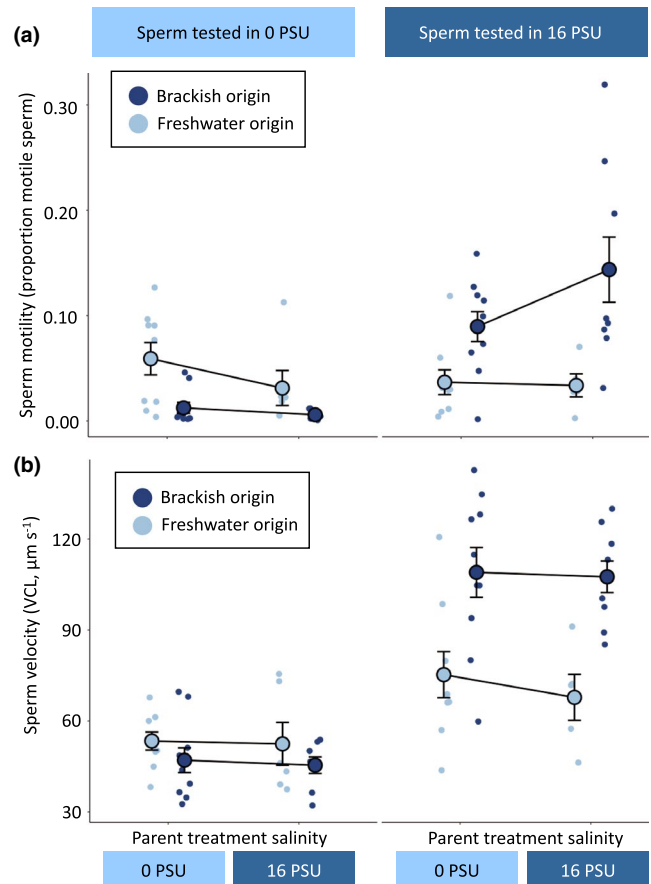 (a)
Sperm tested in 0 PSU
Sperm tested in 16 PSU
Sperm motility (proportion motile sperm)
0.30
0.20
0.10
0.00
Brackish origin
Freshwater origin
(b)
Sperm velocity (VCL, µm s⁻¹)
120
90
60
30
Brackish origin
Freshwater origin
Parent treatment salinity
Parent treatment salinity
0 PSU
16 PSU
0 PSU
16 PSU